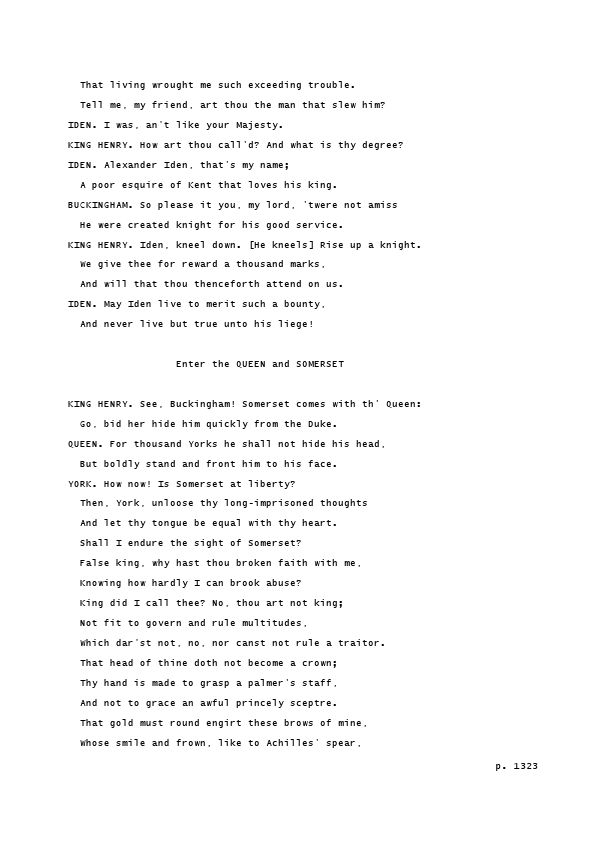 That living wrought me such exceeding trouble.
Tell me, my friend, art thou the man that slew him?
IDEN. I was, an't like your Majesty.
KING HENRY. How art thou call'd? And what is thy degree?
IDEN. Alexander Iden, that's my name;
A poor esquire of Kent that loves his king.
BUCKINGHAM. So please it you, my lord, 'twere not amiss
He were created knight for his good service.
KING HENRY. Iden, kneel down. [He kneels] Rise up a knight.
We give thee for reward a thousand marks,
And will that thou thenceforth attend on us.
IDEN. May Iden live to merit such a bounty,
And never live but true unto his liege!
Enter the QUEEN and SOMERSET
KING HENRY. See, Buckingham! Somerset comes with th' Queen:
Go, bid her hide him quickly from the Duke.
QUEEN. For thousand Yorks he shall not hide his head,
But boldly stand and front him to his face.
YORK. How now! Is Somerset at liberty?
Then, York, unloose thy long-imprisoned thoughts
And let thy tongue be equal with thy heart.
Shall I endure the sight of Somerset?
False king, why hast thou broken faith with me,
Knowing how hardly I can brook abuse?
King did I call thee? No, thou art not king;
Not fit to govern and rule multitudes,
Which dar'st not, no, nor canst not rule a traitor.
That head of thine doth not become a crown;
Thy hand is made to grasp a palmer's staff,
And not to grace an awful princely sceptre.
That gold must round engirt these brows of mine,
Whose smile and frown, like to Achilles' spear,
p. 1323